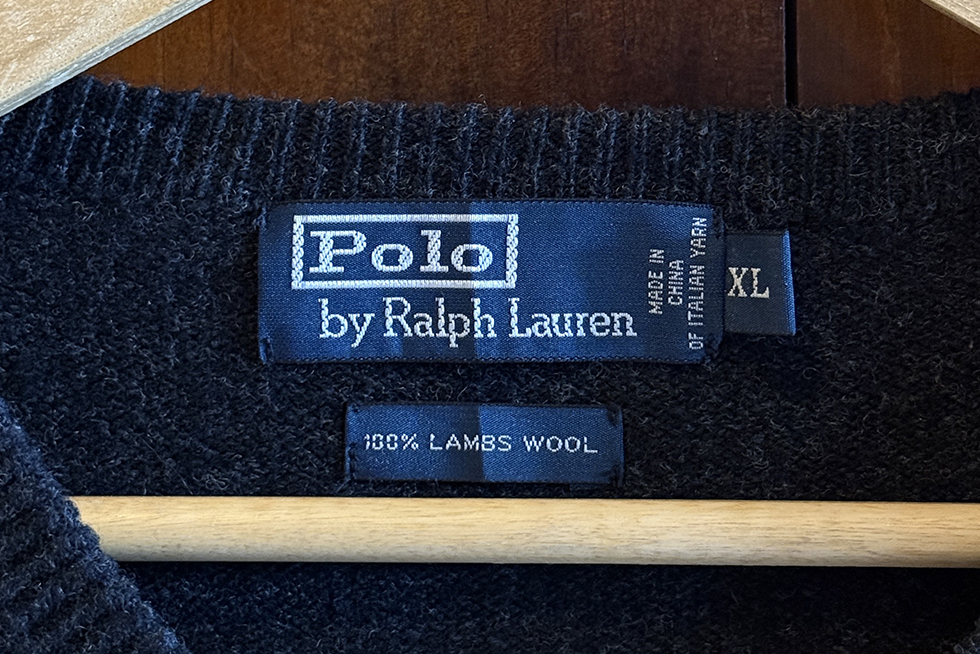 Polo
by Ralph Lauren
MADE IN
CHINA
OF ITALIAN YARN
XL
100% LAMBS WOOL